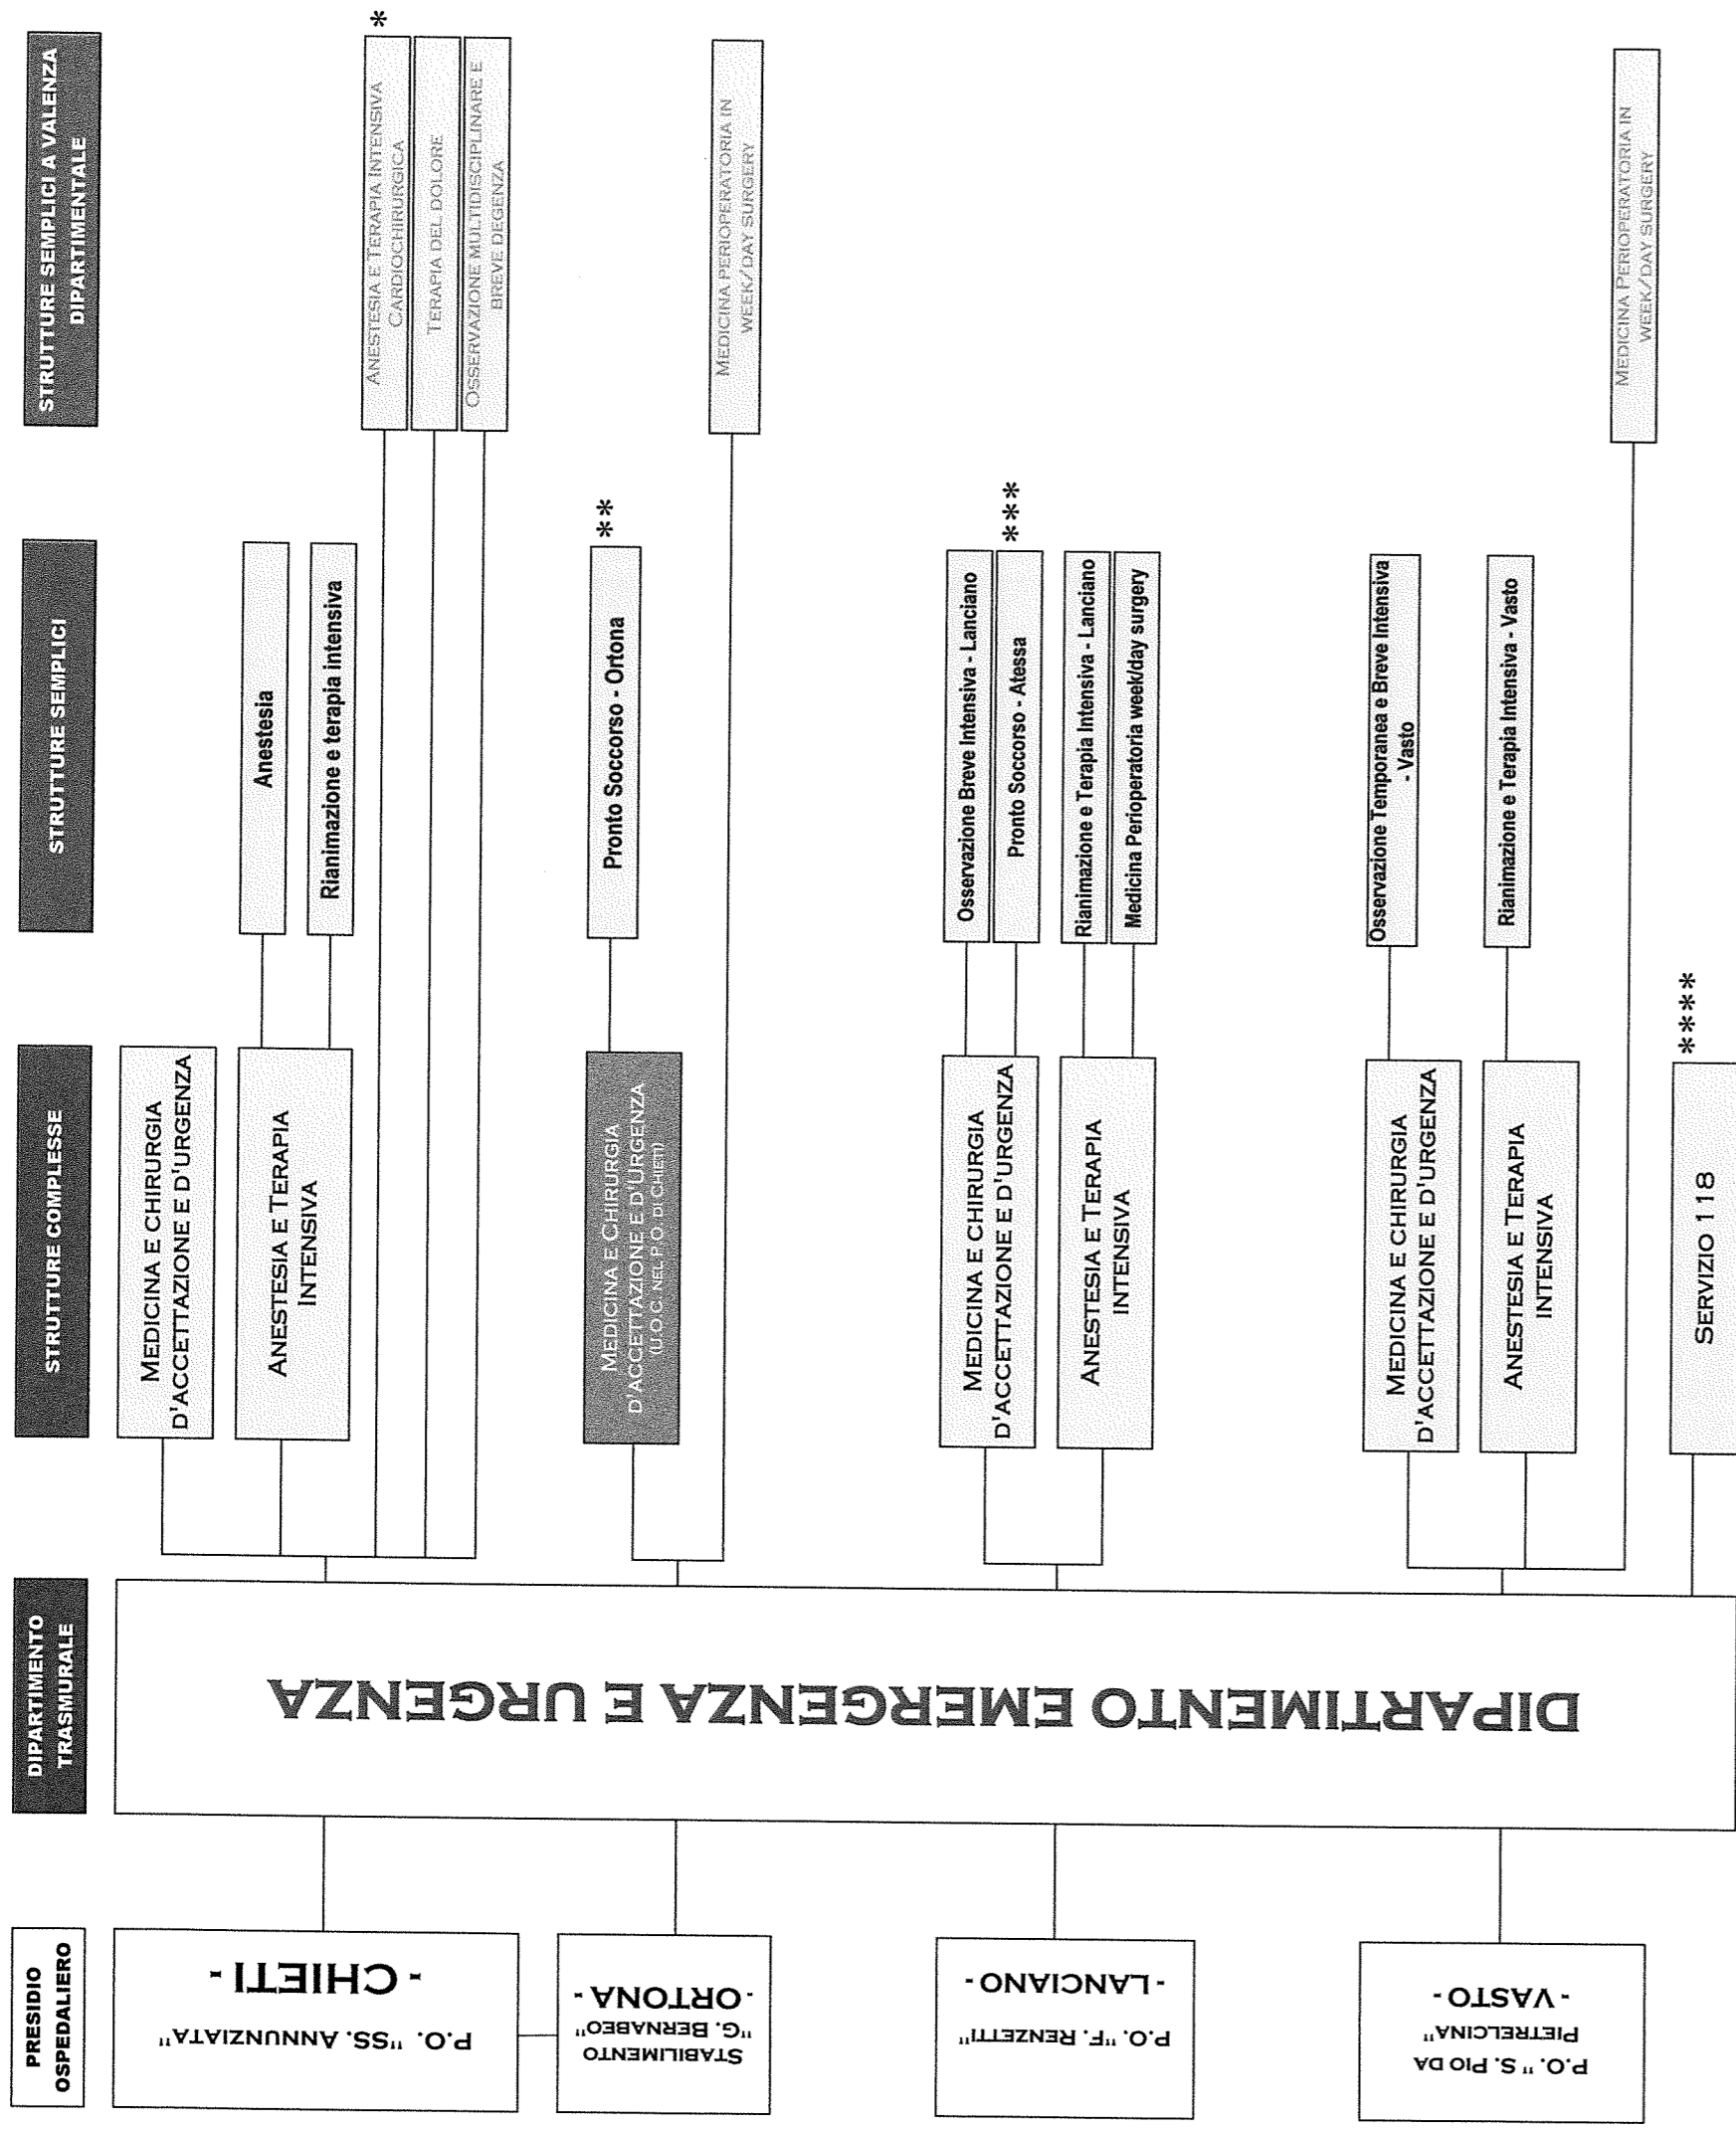 PRESIDIO
OSPEDALIERO
DIPARTIMENTO
TRASMURALE
STRUTTURE COMPLESSE
STRUTTURE SEMPLICI
STRUTTURE SEMPLICI A VALENZA
DIPARTIMENTALE
P.O. "SS. ANNUNZIATA"
- CHIETI -
STABILIMENTO
"G. BERNABEO"
- ORTONA -
P.O. "F. RENZETTI"
- LANCIANO -
P.O. " S. PIO DA
PIETRELCINA"
- VASTO -
DIPARTIMENTO EMERGENZA E URGENZA
MEDICINA E CHIRURGIA
D'ACCETTAZIONE E D'URGENZA
ANESTESIA E TERAPIA
INTENSIVA
Anestesia
Rianimazione e terapia intensiva
ANESTESIA E TERAPIA INTENSIVA
CARDIOCHIRURGICA
*
TERAPIA DEL DOLORE
OSSERVAZIONE MULTIDISCIPLINARE E
BREVE DEGENZA
MEDICINA E CHIRURGIA
D'ACCETTAZIONE E D'URGENZA
(U.O.C. NEL P.O. DI CHIETI)
Pronto Soccorso - Ortona
**
MEDICINA PERIOPERATORIA IN
WEEK/DAY SURGERY
MEDICINA E CHIRURGIA
D'ACCETTAZIONE E D'URGENZA
Osservazione Breve Intensiva - Lanciano
Pronto Soccorso - Atessa
***
ANESTESIA E TERAPIA
INTENSIVA
Rianimazione e Terapia Intensiva - Lanciano
Medicina Perioperatoria week/day surgery
MEDICINA E CHIRURGIA
D'ACCETTAZIONE E D'URGENZA
Osservazione Temporanea e Breve Intensiva
- Vasto
ANESTESIA E TERAPIA
INTENSIVA
Rianimazione e Terapia Intensiva - Vasto
MEDICINA PERIOPERATORIA IN
WEEK/DAY SURGERY
SERVIZIO 118
****